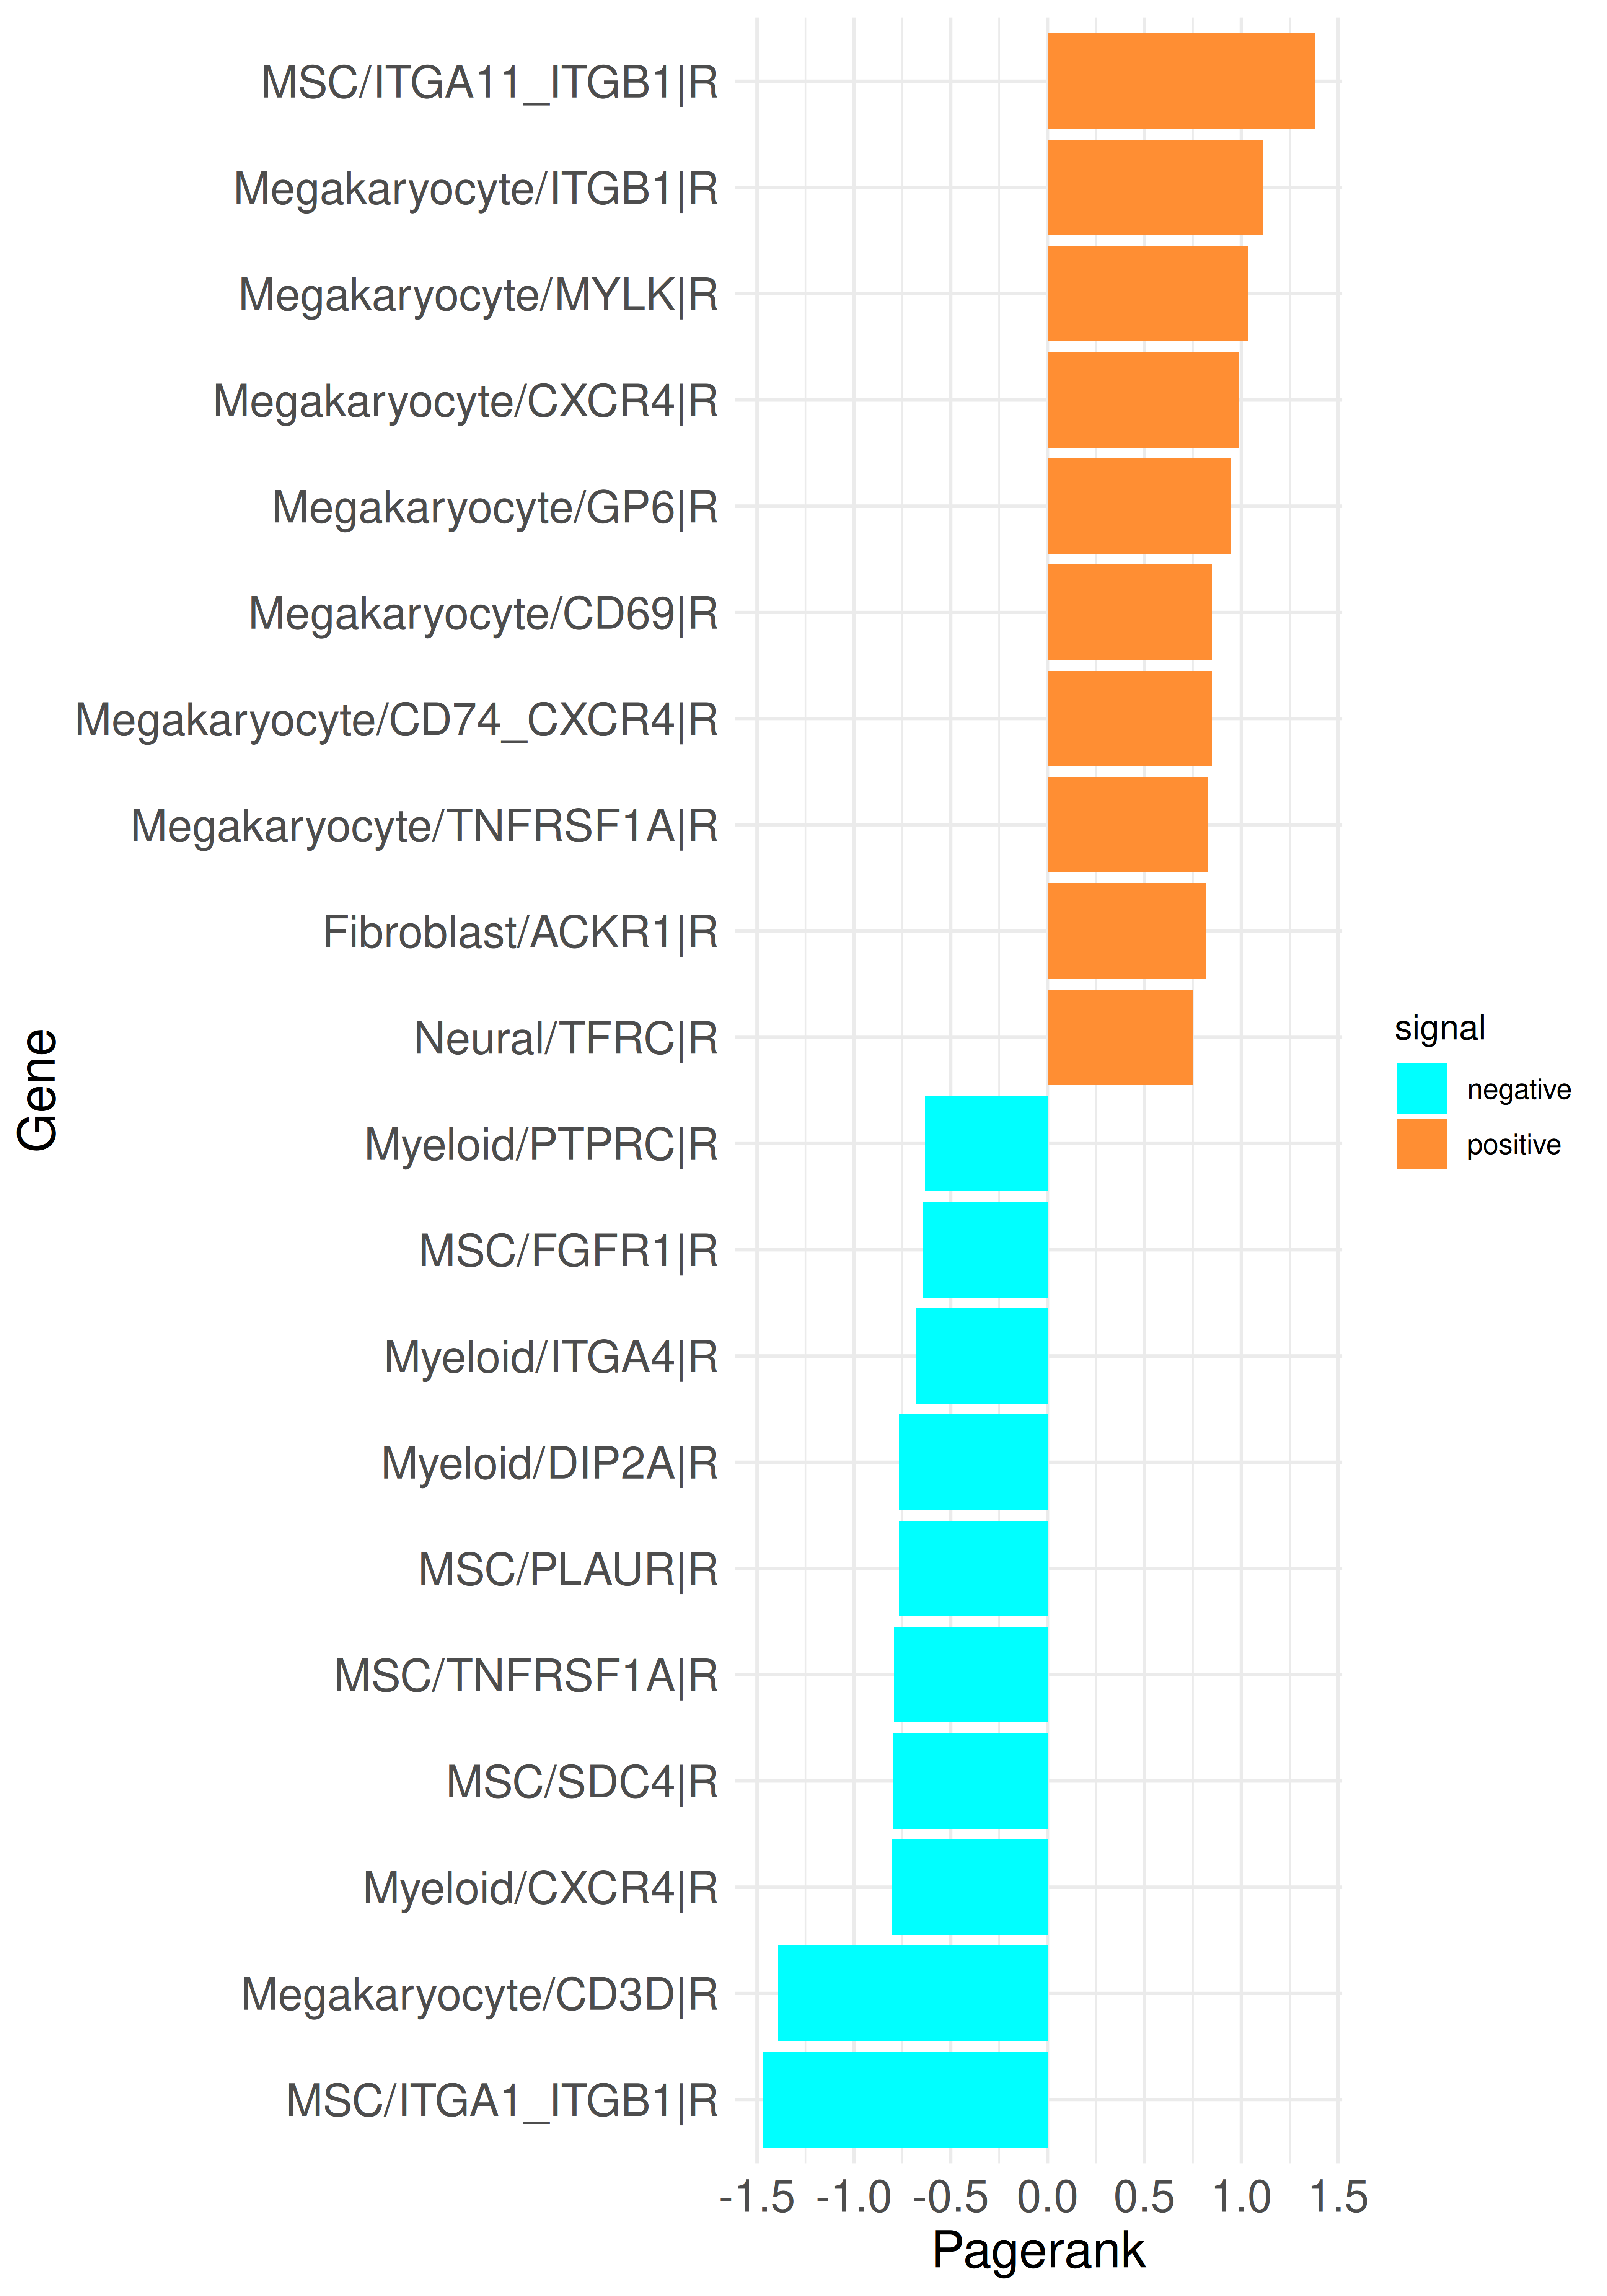 MSC/ITGA11_ITGB1|R
Megakaryocyte/ITGB1|R
Megakaryocyte/MYLK|R
Megakaryocyte/CXCR4|R
Megakaryocyte/GP6|R
Megakaryocyte/CD69|R
Megakaryocyte/CD74_CXCR4|R
Megakaryocyte/TNFRSF1A|R
Fibroblast/ACKR1|R
Neural/TFRC|R
Myeloid/PTPRC|R
MSC/FGFR1|R
Myeloid/ITGA4|R
Myeloid/DIP2A|R
MSC/PLAUR|R
MSC/TNFRSF1A|R
MSC/SDC4|R
Myeloid/CXCR4|R
Megakaryocyte/CD3D|R
MSC/ITGA1_ITGB1|R
Gene
-1.5 -1.0 -0.5 0.0 0.5 1.0 1.5
Pagerank
signal
negative
positive